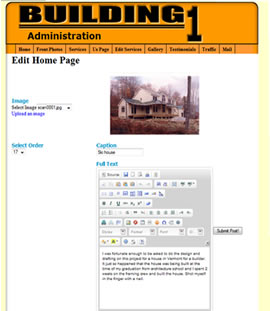 BUILDING 1
Administration
Home Front Photos Services Us Page Edit Services Gallery Testimonials Traffic Mail
Edit Home Page
Image
Select Image scan0001.jpg
Upload an image
Select Order
17
Caption
Six house
Full Text
Source
Styles Format Font Size
I was fortunate enough to be asked to do the design and
drafting on this project for a house in Vermont for a builder.
It just so happened that the house was being built at the
time of my graduation from architecture school and I spent 2
weeks on the framing crew and built the house. Shot myself
in the finger with a nail.
Submit Post!